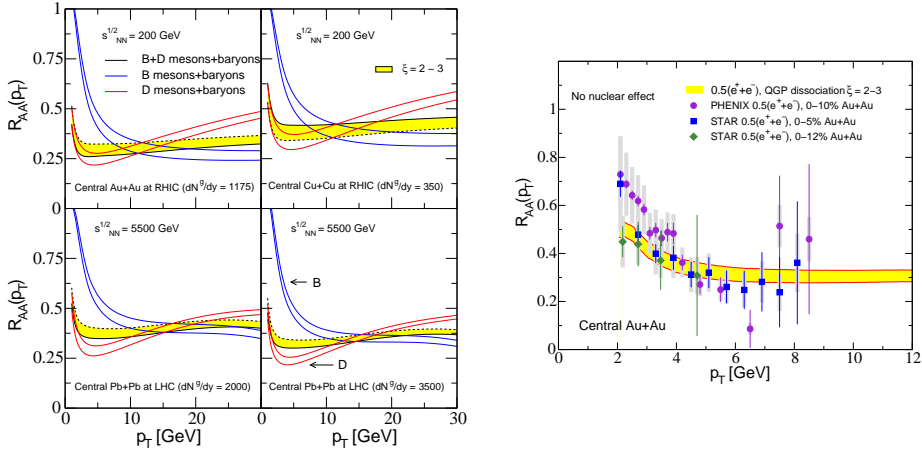 s^1/2_NN = 200 GeV
B+D mesons+baryons
B mesons+baryons
D mesons+baryons
Central Au+Au at RHIC (dN^g/dy = 1175)
s^1/2_NN = 200 GeV
ξ = 2 − 3
Central Cu+Cu at RHIC (dN^g/dy = 350)
R_AA(p_T)
1
0.75
0.5
0.25
0
s^1/2_NN = 5500 GeV
Central Pb+Pb at LHC (dN^g/dy = 2000)
s^1/2_NN = 5500 GeV
B
D
Central Pb+Pb at LHC (dN^g/dy = 3500)
R_AA(p_T)
0.75
0.5
0.25
0
0 10 20 0 10 20 30
p_T [GeV]
p_T [GeV]
No nuclear effect
0.5(e^++e^−), QGP dissociation ξ = 2−3
PHENIX 0.5(e^++e^−), 0−10% Au+Au
STAR 0.5(e^++e^−), 0−5% Au+Au
STAR 0.5(e^++e^−), 0−12% Au+Au
R_AA(p_T)
1.2
1
0.8
0.6
0.4
0.2
0
Central Au+Au
0 2 4 6 8 10 12
p_T [GeV]